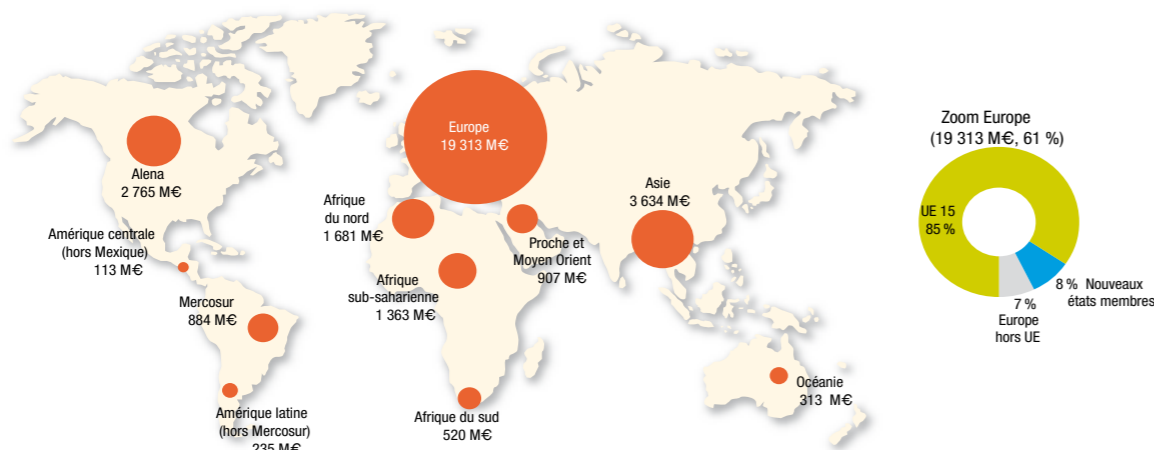 Europe
19 313 M€
Alena
2 765 M€
Asie
3 634 M€
Afrique
du nord
1 681 M€
Proche et
Moyen Orient
907 M€
Amérique centrale
(hors Mexique)
113 M€
Afrique
sub-saharienne
1 363 M€
Mercosur
884 M€
Océanie
313 M€
Amérique latine
(hors Mercosur)
235 M€
Afrique du sud
520 M€
Zoom Europe
(19 313 M€, 61 %)
UE 15
85 %
8 % Nouveaux
états membres
7 %
Europe
hors UE